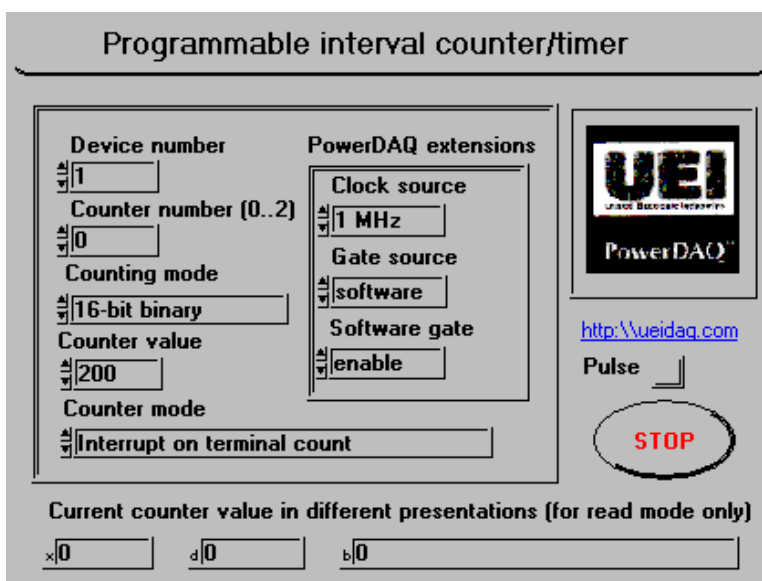 Programmable interval counter/timer
Device number
1
Counter number (0..2)
0
Counting mode
16-bit binary
Counter value
200
Counter mode
Interrupt on terminal count
PowerDAQ extensions
Clock source
1 MHz
Gate source
software
Software gate
enable
UEI
PowerDAQ™
http:\\ueidaq.com
Pulse
STOP
Current counter value in different presentations (for read mode only)
x 0 d 0 b 0